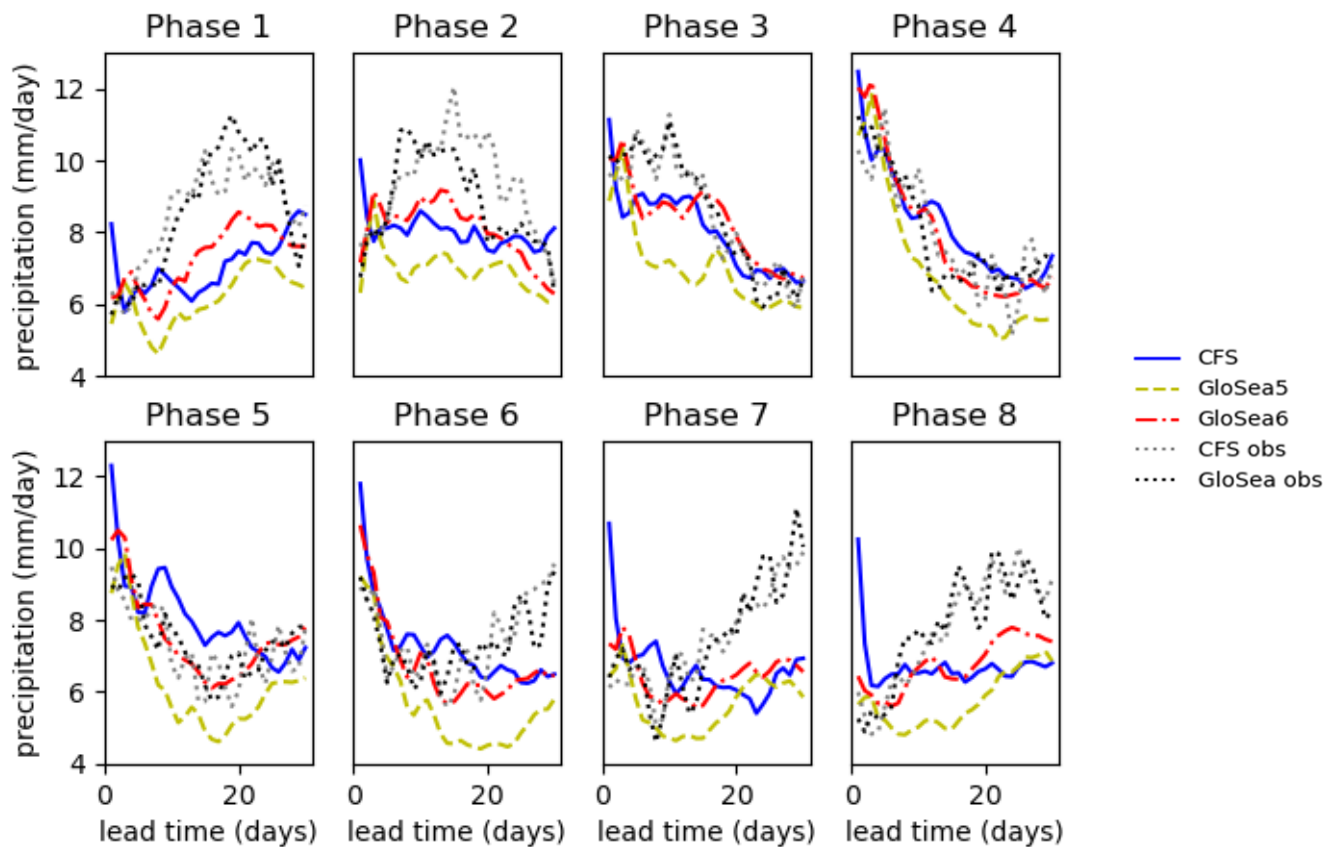 Phase 1
Phase 2
Phase 3
Phase 4
precipitation (mm/day)
12
10
8
6
4
Phase 5
Phase 6
Phase 7
Phase 8
precipitation (mm/day)
12
10
8
6
4
0 20
0 20
0 20
0 20
lead time (days)
lead time (days)
lead time (days)
lead time (days)
CFS
GloSea5
GloSea6
CFS obs
GloSea obs